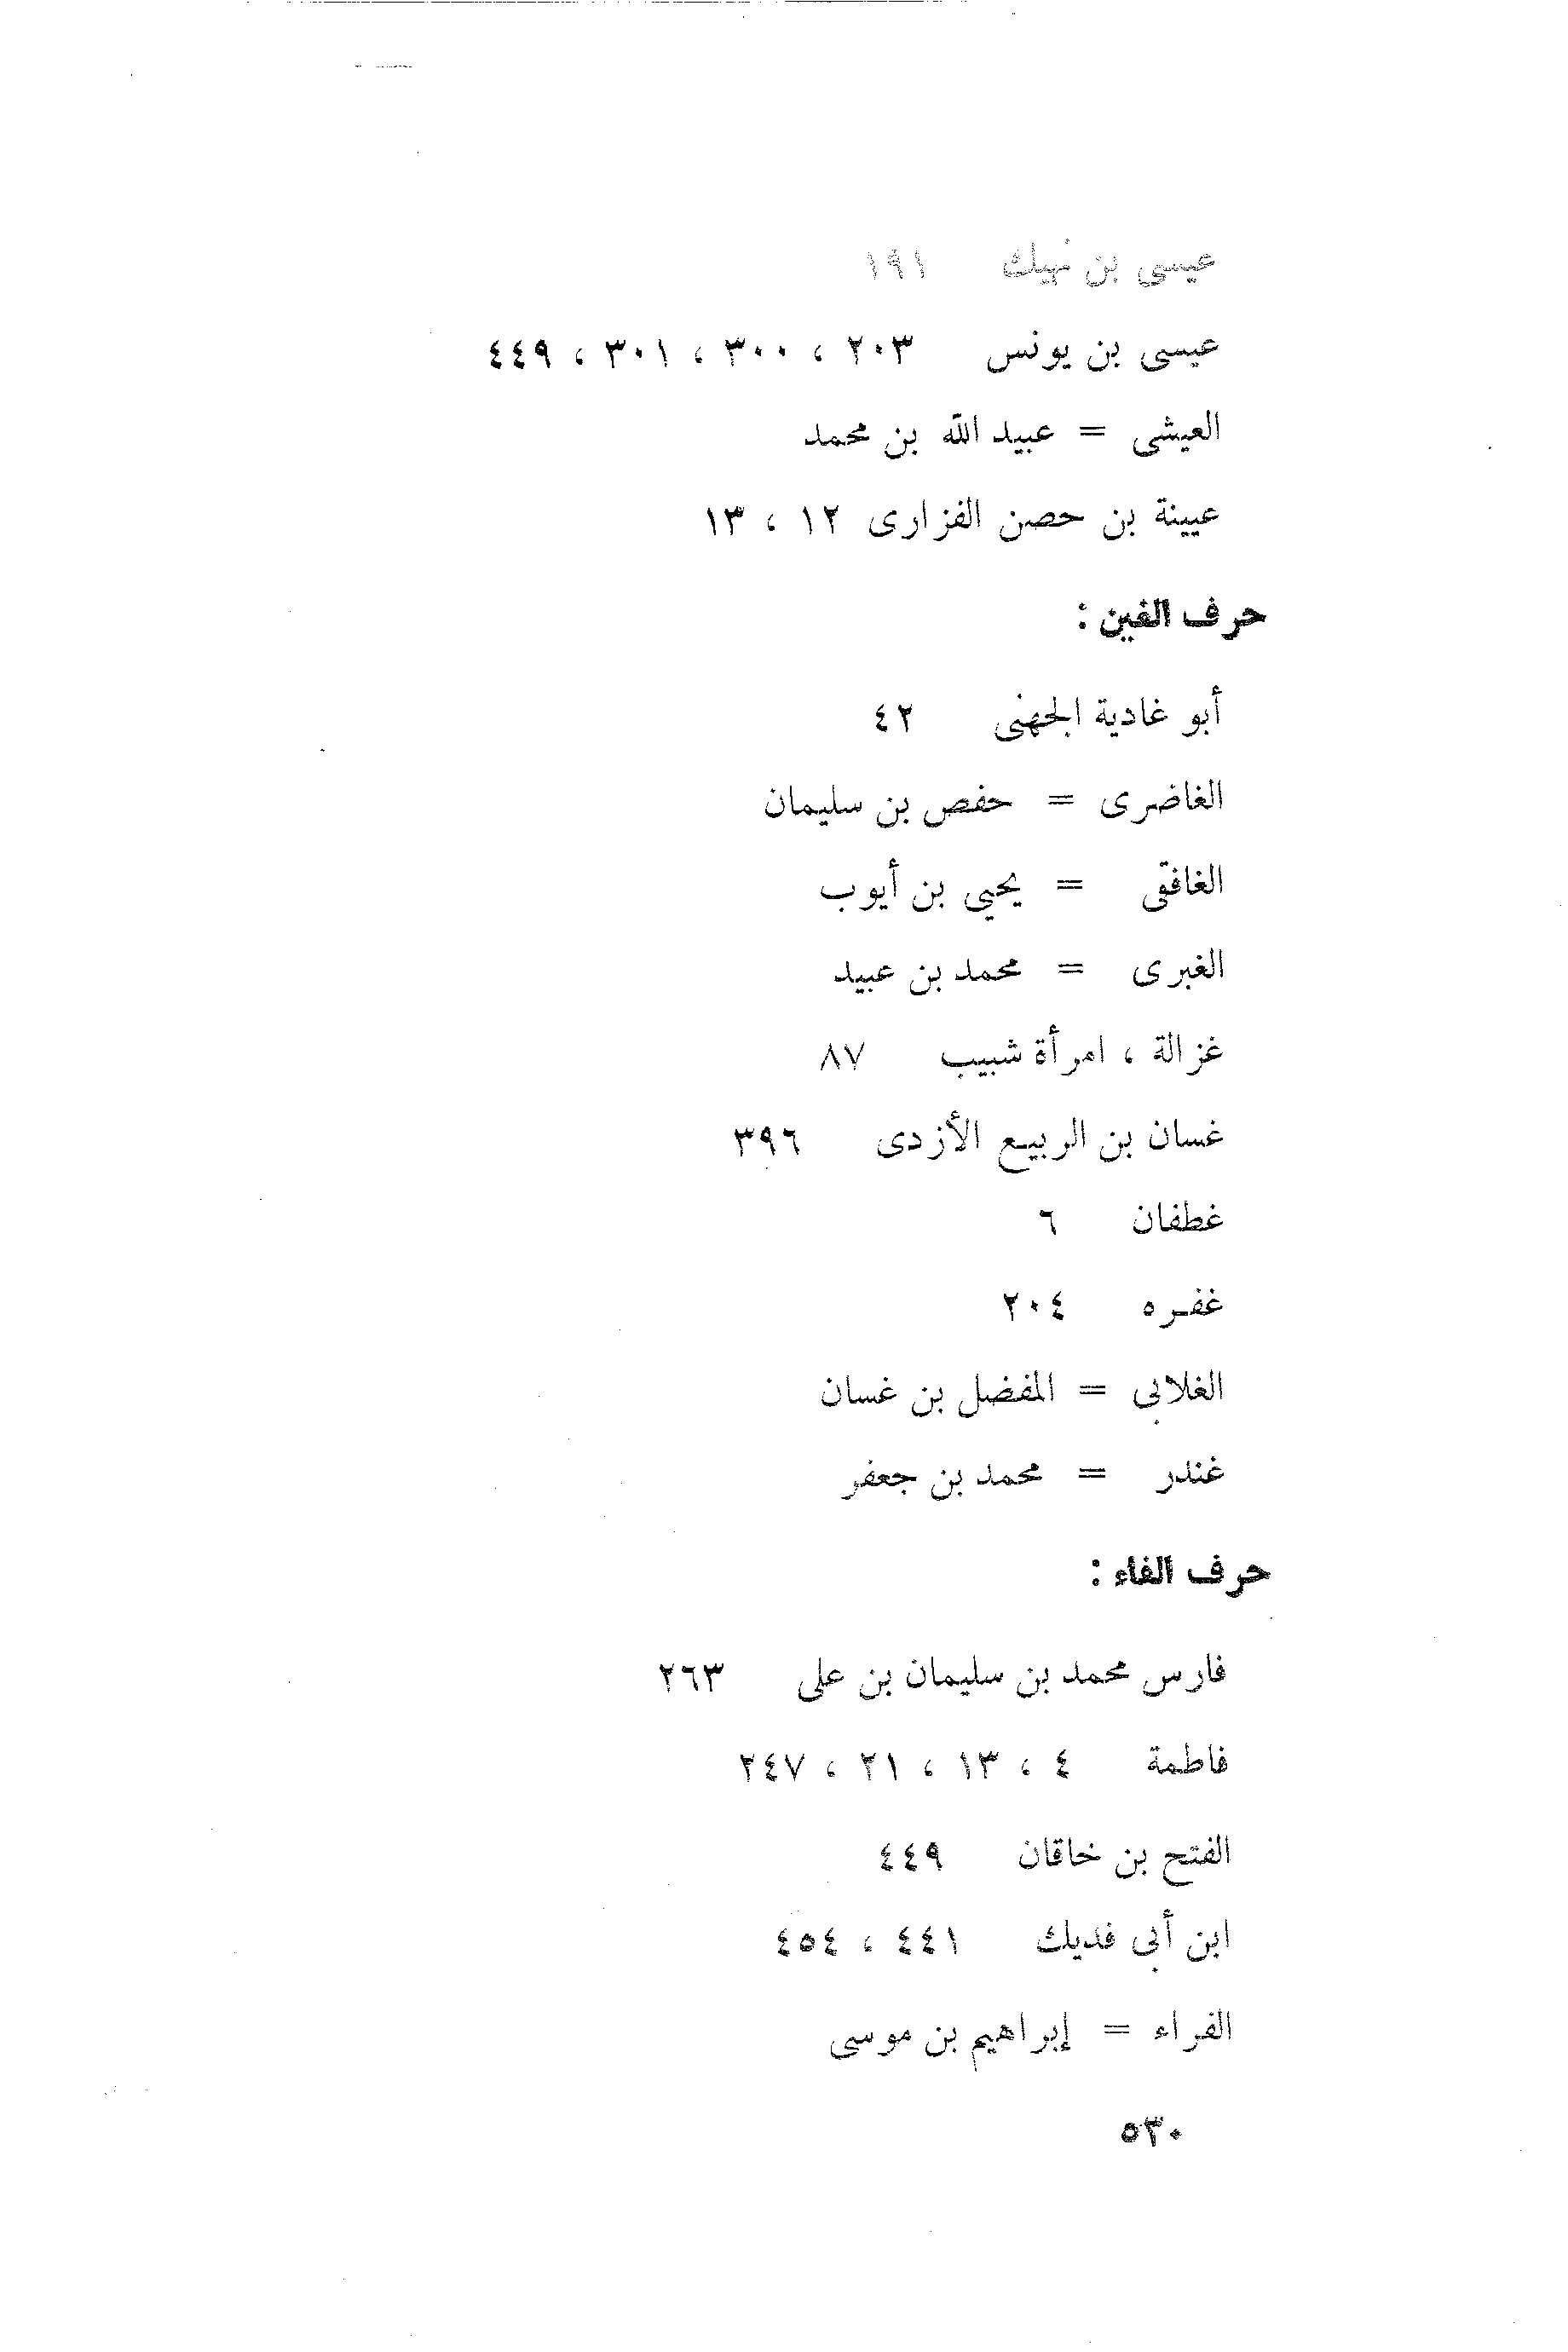 عيسى بن نهيك ١٩١
عيسى بن يونس ٢٠٣ ، ٣٠٠ ، ٣٠١ ، ٤٤٩
العيشى = عبيد الله بن محمد
عيينة بن حصن الفزارى ١٢ ، ١٣
حرف الغين :
أبو غادية الجهنى ٤٢
الغاضرى = حفص بن سليمان
الغافقى = يحيى بن أيوب
الغبرى = محمد بن عبيد
غزالة ، امرأة شبيب ٨٧
غسان بن الربيع الأزدى ٣٩٦
غطفان ٦
غفره ٢٠٤
الغلابى = المفضل بن غسان
غندر = محمد بن جعفر
حرف الفاء :
فارس محمد بن سليمان بن على ٢٦٣
فاطمة ٤ ، ١٣ ، ٢١ ، ٢٤٧
الفتح بن خاقان ٤٤٩
ابن أبى فديك ٤٤١ ، ٤٥٤
الفراء = إبراهيم بن موسى
٥٣٠